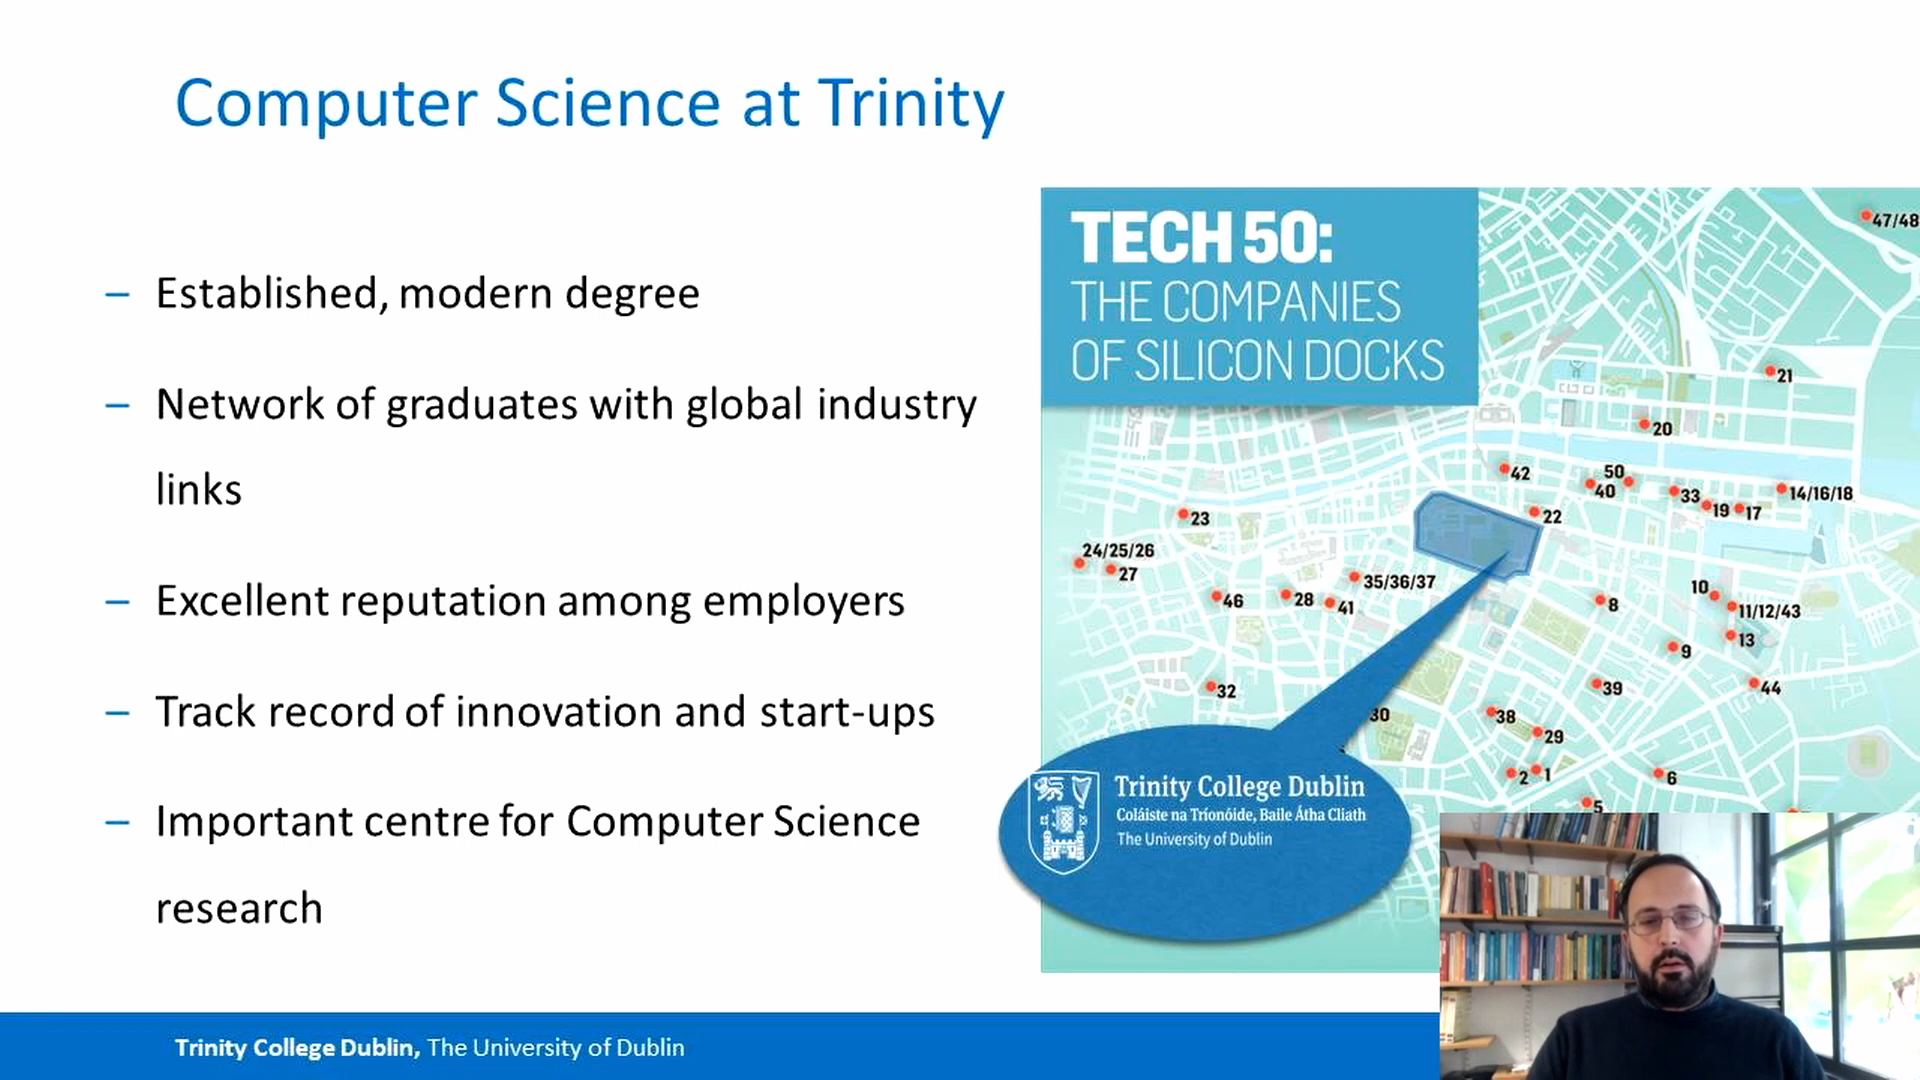 Computer Science at Trinity
– Established, modern degree
– Network of graduates with global industry
links
– Excellent reputation among employers
– Track record of innovation and start-ups
– Important centre for Computer Science
research
TECH 50:
THE COMPANIES
OF SILICON DOCKS
47/48
21
20
42
50
40
33
14/16/18
19
17
22
23
24/25/26
27
35/36/37
46
28
41
10
11/12/43
8
13
9
32
39
44
30
38
29
2
1
6
5
Trinity College Dublin
Coláiste na Tríonóide, Baile Átha Cliath
The University of Dublin
Trinity College Dublin, The University of Dublin